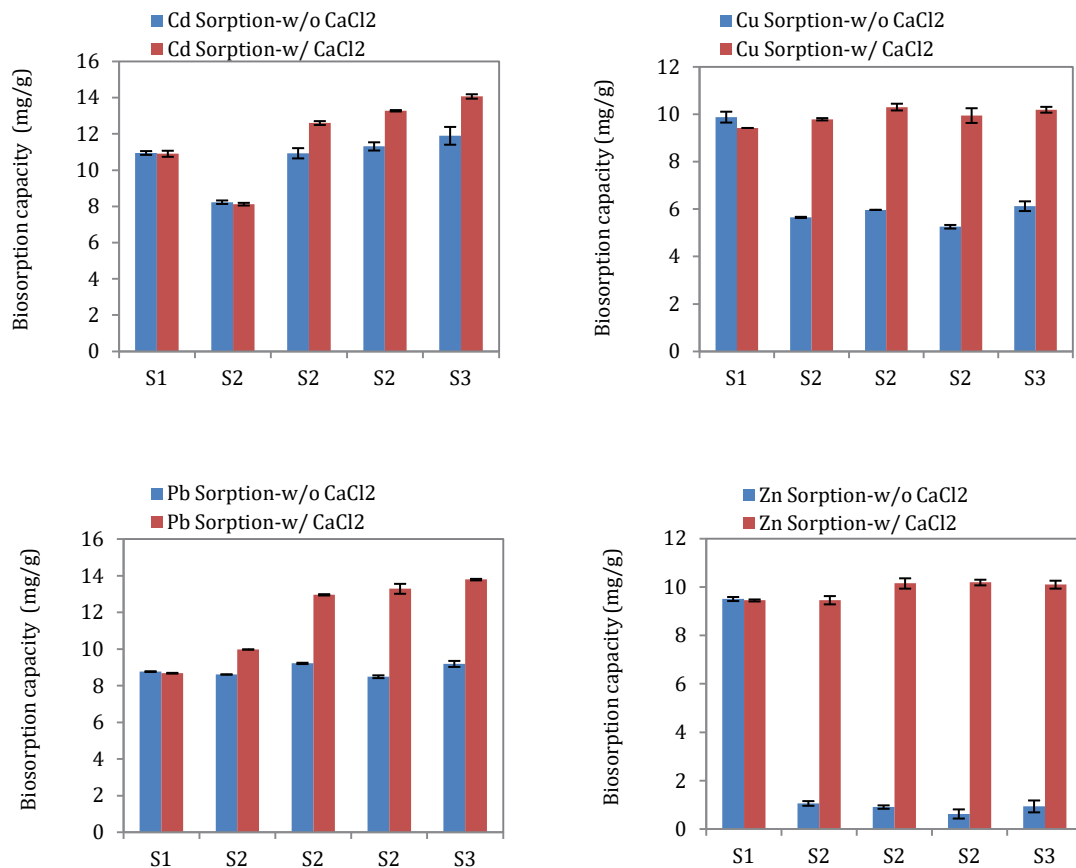 Cd Sorption-w/o CaCl2
Cd Sorption-w/ CaCl2
Biosorption capacity (mg/g)
16
14
12
10
8
6
4
2
0
S1 S2 S2 S2 S3
Cu Sorption-w/o CaCl2
Cu Sorption-w/ CaCl2
Biosorption capacity (mg/g)
12
10
8
6
4
2
0
S1 S2 S2 S2 S3
Pb Sorption-w/o CaCl2
Pb Sorption-w/ CaCl2
Biosorption capacity (mg/g)
16
14
12
10
8
6
4
2
0
S1 S2 S2 S2 S3
Zn Sorption-w/o CaCl2
Zn Sorption-w/ CaCl2
Biosorption capacity (mg/g)
12
10
8
6
4
2
0
S1 S2 S2 S2 S3